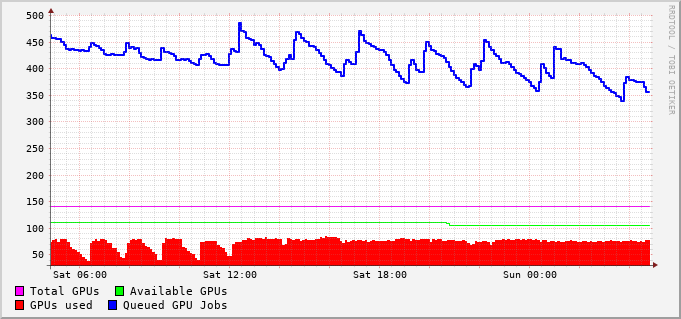 500
450
400
350
300
250
200
150
100
50
Sat 06:00 Sat 12:00 Sat 18:00 Sun 00:00
Total GPUs Available GPUs
GPUs used Queued GPU Jobs
RRDTOOL / TOBI OETIKER